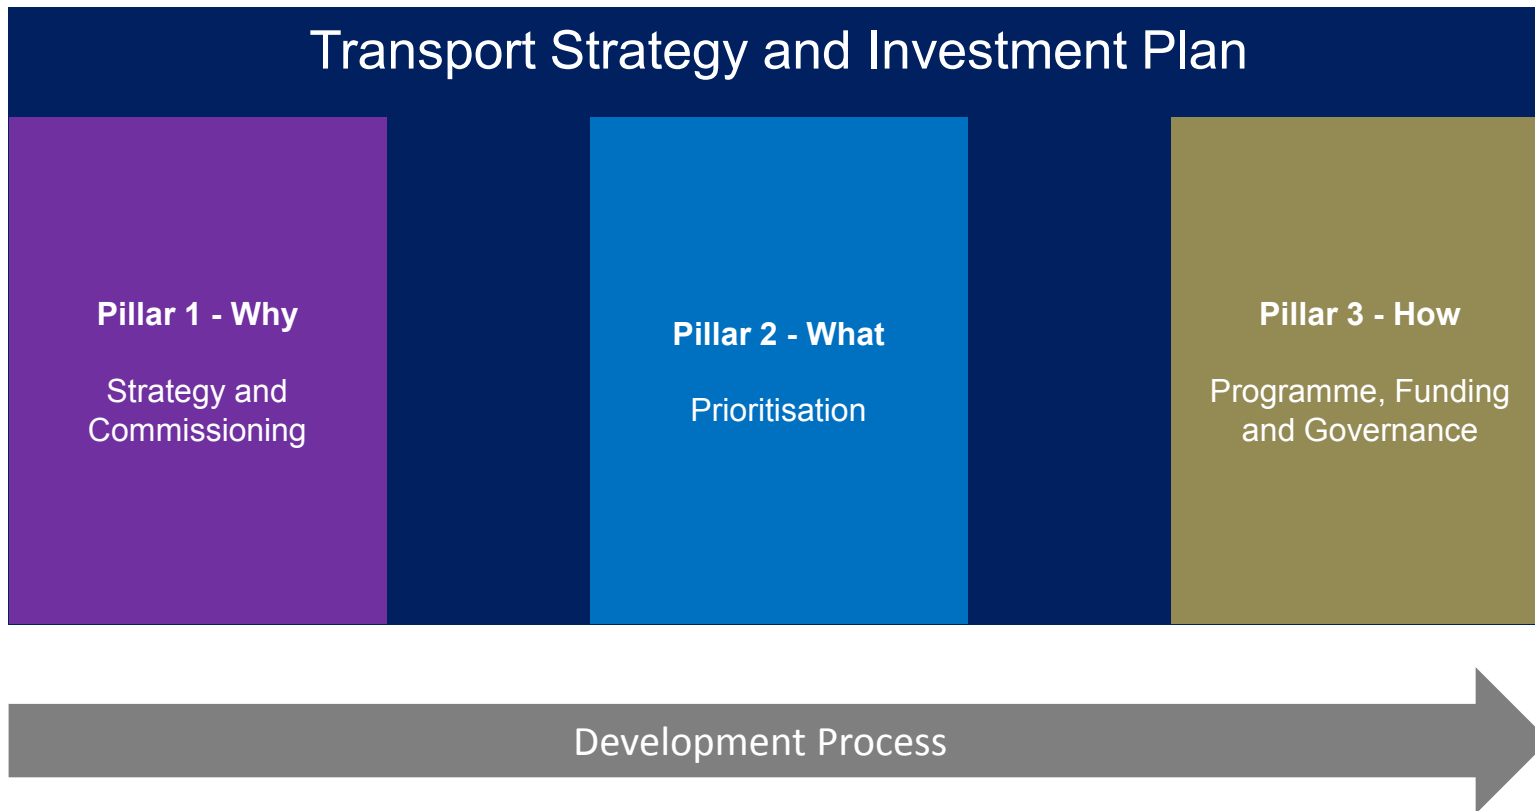 Transport Strategy and Investment Plan
Pillar 1 - Why
Strategy and
Commissioning
Pillar 2 - What
Prioritisation
Pillar 3 - How
Programme, Funding
and Governance
Development Process